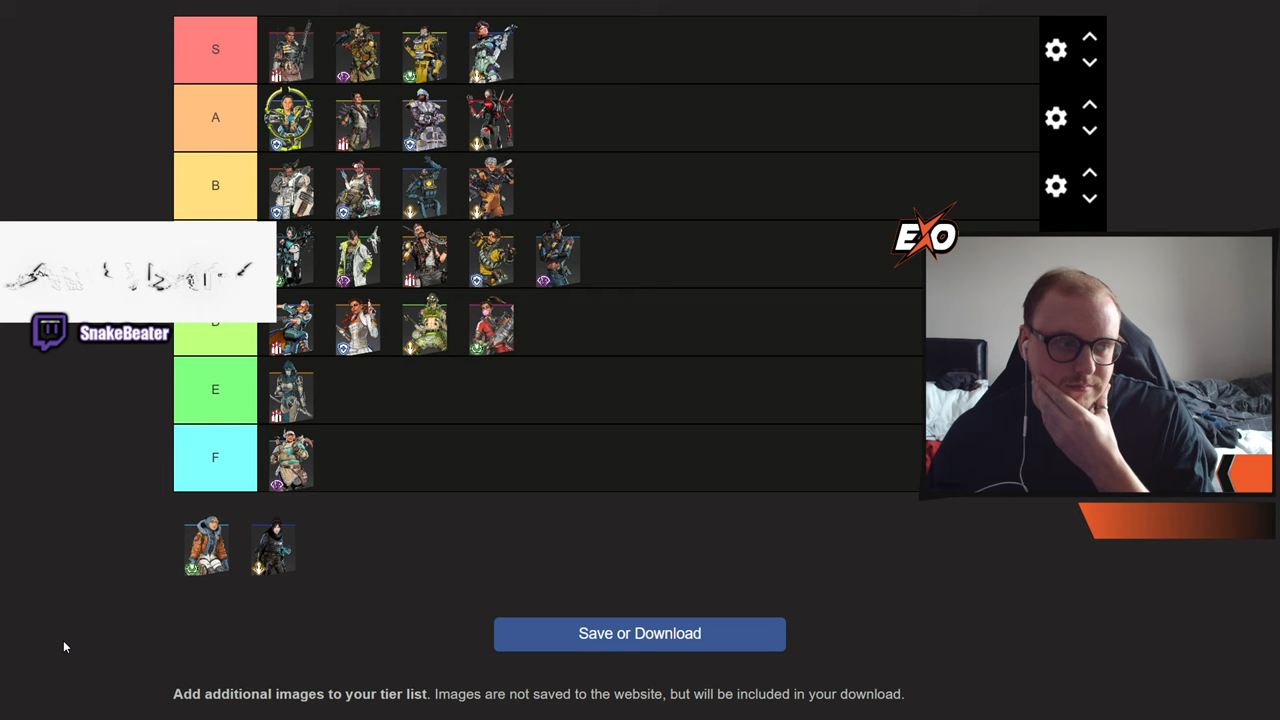 S
A
B
EXO
SnakeBeater
D
E
F
Save or Download
Add additional images to your tier list. Images are not saved to the website, but will be included in your download.